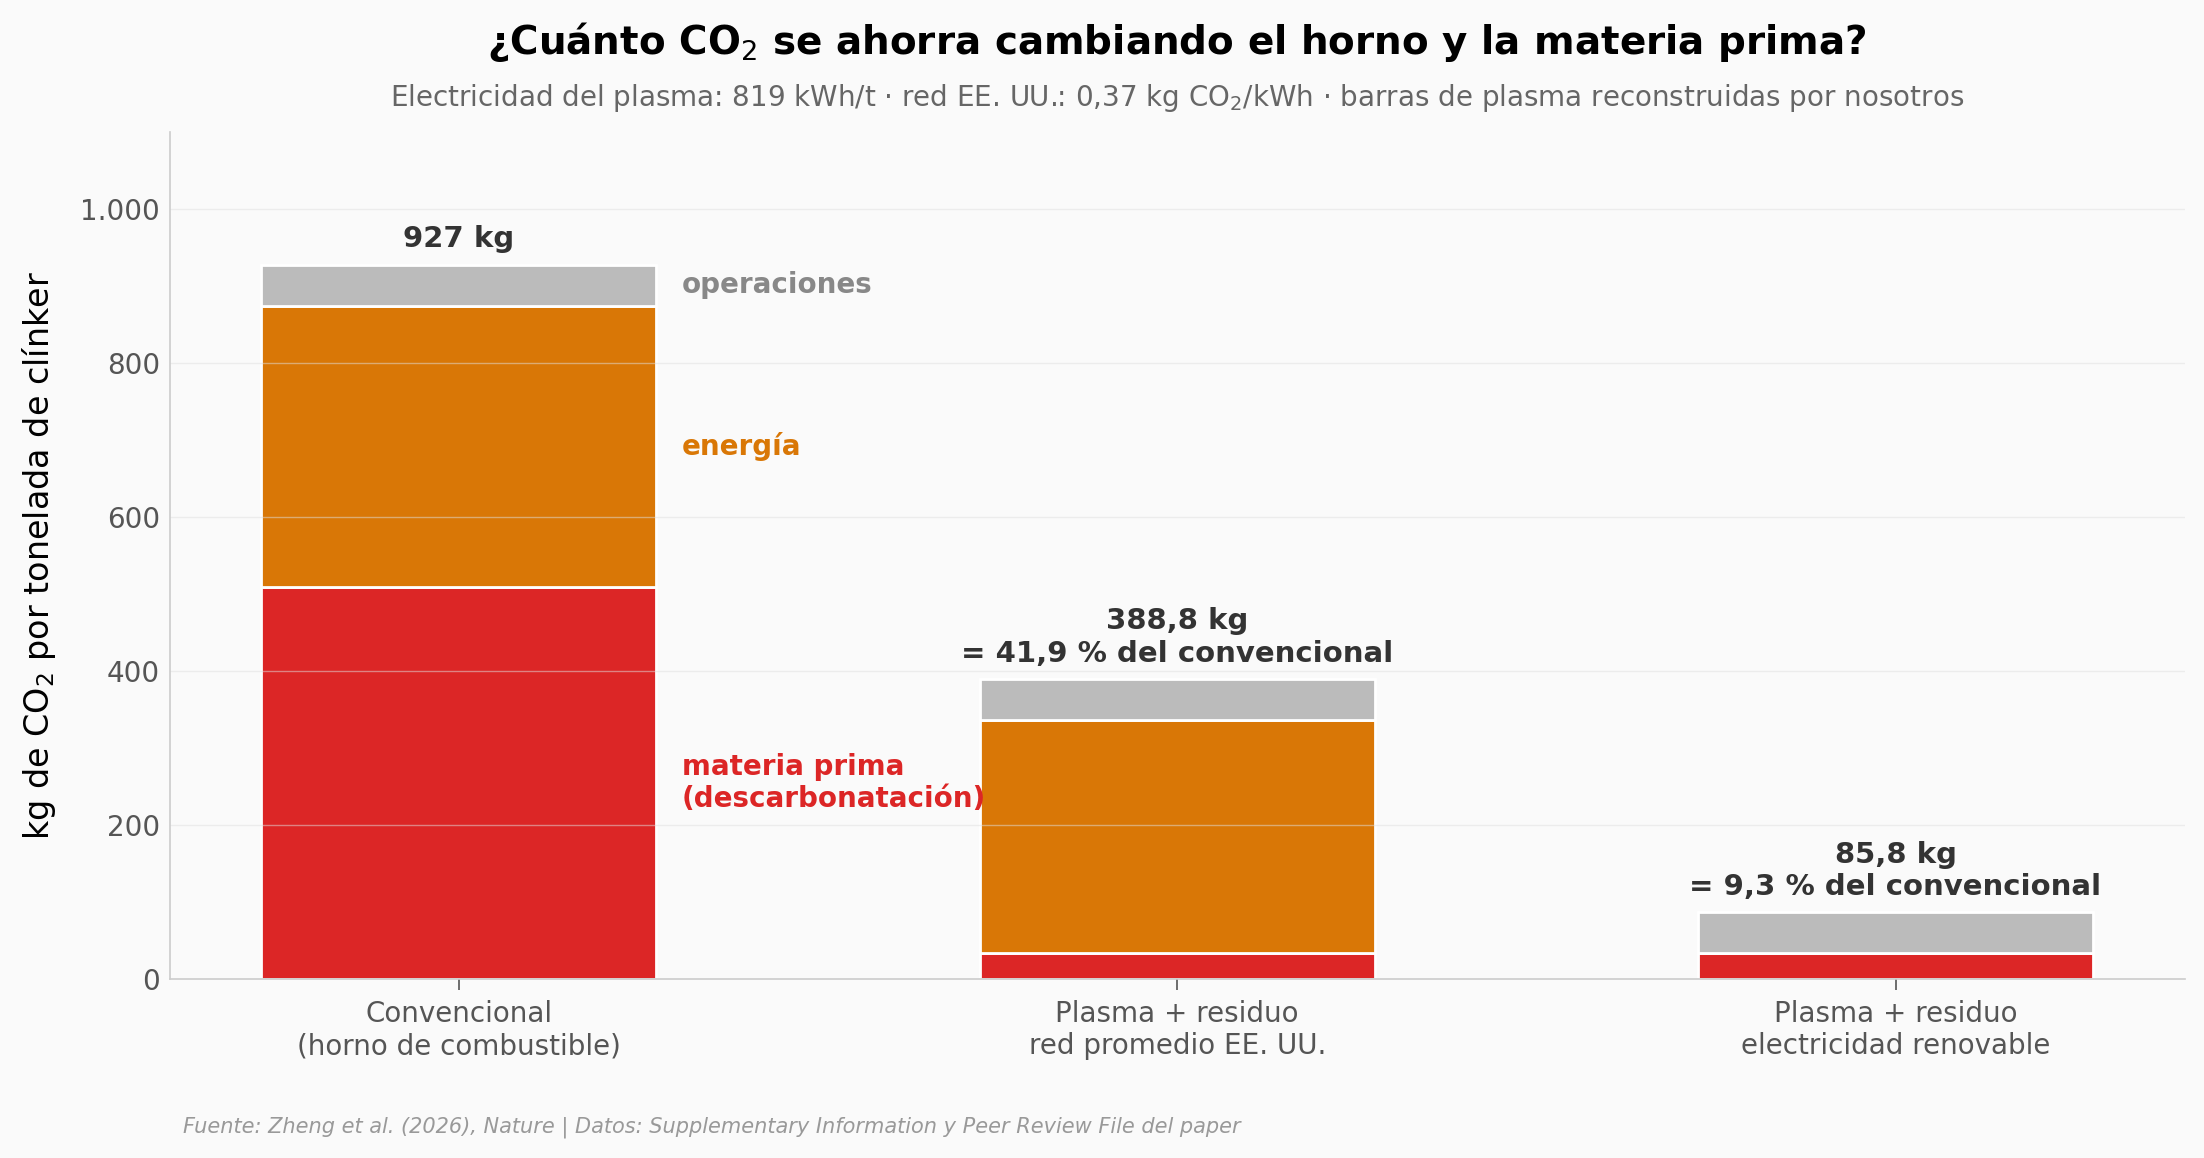 ¿Cuánto CO₂ se ahorra cambiando el horno y la materia prima?
Electricidad del plasma: 819 kWh/t · red EE. UU.: 0,37 kg CO₂/kWh · barras de plasma reconstruidas por nosotros
kg de CO₂ por tonelada de clínker
1.000
800
600
400
200
0
927 kg
operaciones
energía
materia prima
(descarbonatación)
388,8 kg
= 41,9 % del convencional
85,8 kg
= 9,3 % del convencional
Convencional
(horno de combustible)
Plasma + residuo
red promedio EE. UU.
Plasma + residuo
electricidad renovable
Fuente: Zheng et al. (2026), Nature | Datos: Supplementary Information y Peer Review File del paper